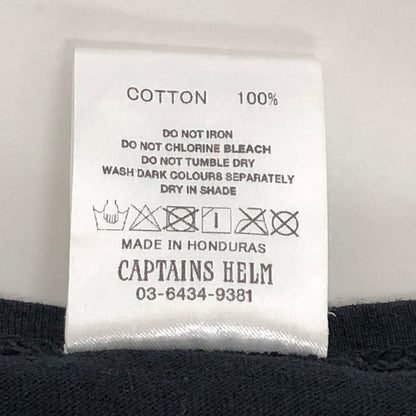 COTTON 100%
DO NOT IRON
DO NOT CHLORINE BLEACH
DO NOT TUMBLE DRY
WASH DARK COLOURS SEPARATELY
DRY IN SHADE
MADE IN HONDURAS
CAPTAINS HELM
03-6434-9381